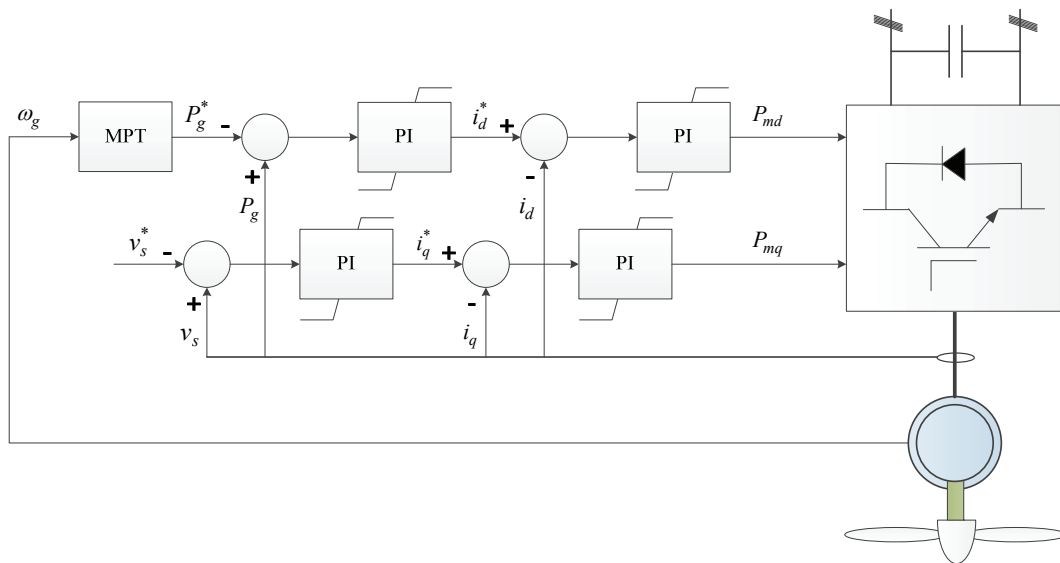 ω_g
MPT
P_g^*
-
+
P_g
PI
i_d^*
+
-
i_d
PI
P_md
v_s^*
-
+
v_s
PI
i_q^*
+
-
i_q
PI
P_mq